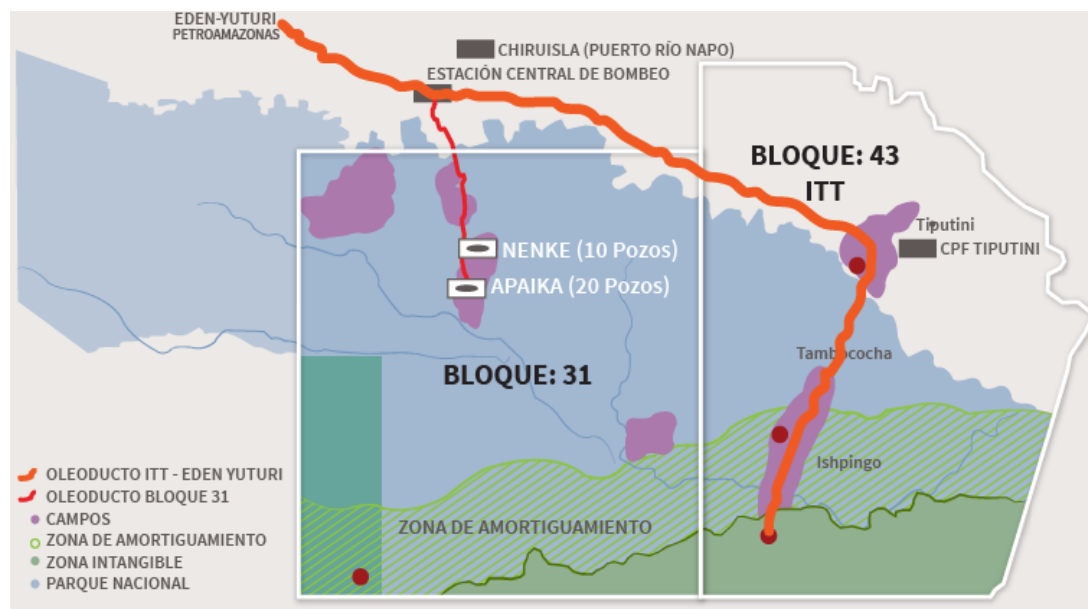 EDEN-YUTURI
PETROAMAZONAS
CHIRUISLA (PUERTO RÍO NAPO)
ESTACIÓN CENTRAL DE BOMBEO
BLOQUE: 43
ITT
Tiputini
CPF TIPUTINI
NENKE (10 Pozos)
APAIKA (20 Pozos)
Tambococha
BLOQUE: 31
Ishpingo
ZONA DE AMORTIGUAMIENTO
OLEODUCTO ITT - EDEN YUTURI
OLEODUCTO BLOQUE 31
CAMPOS
ZONA DE AMORTIGUAMIENTO
ZONA INTANGIBLE
PARQUE NACIONAL